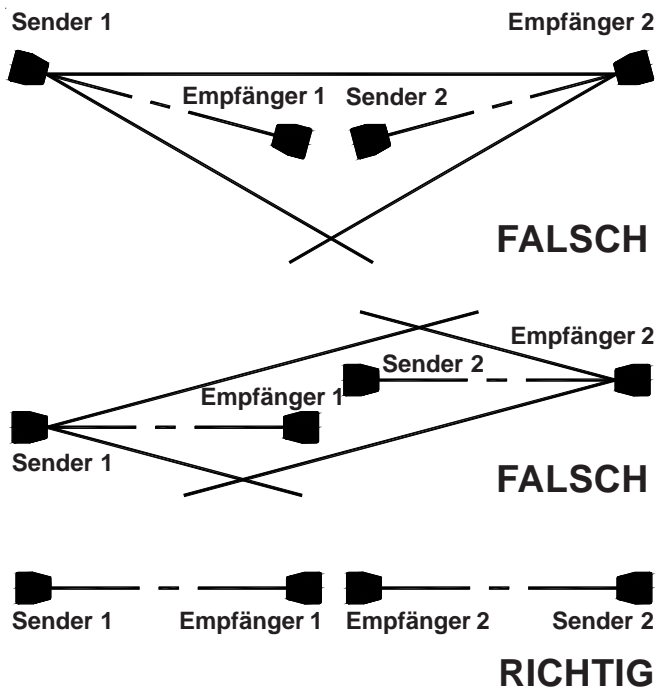 Sender 1
Empfänger 2
Empfänger 1
Sender 2
FALSCH
Empfänger 2
Sender 2
Empfänger 1
Sender 1
FALSCH
Sender 1
Empfänger 1
Empfänger 2
Sender 2
RICHTIG